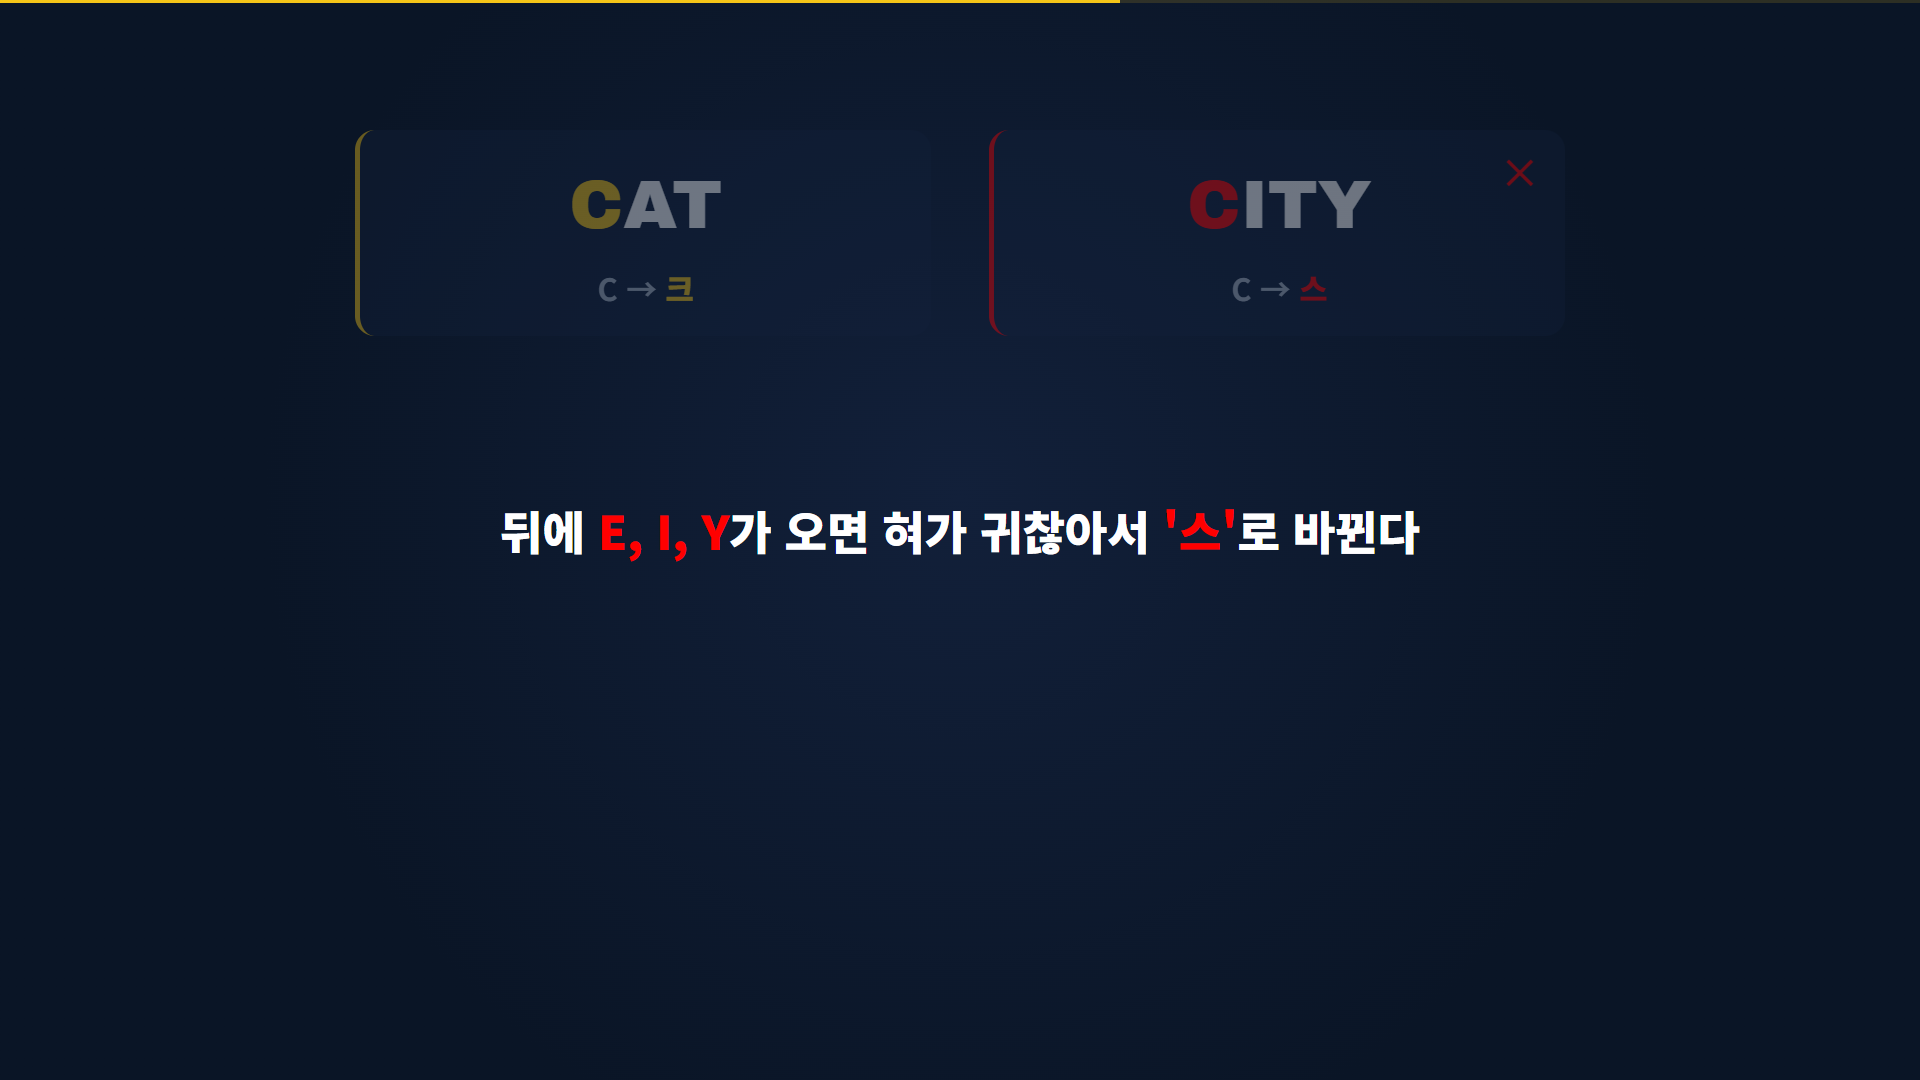 CAT
C → 크
CITY
C → 스
뒤에 E, I, Y가 오면 혀가 귀찮아서 '스'로 바뀐다